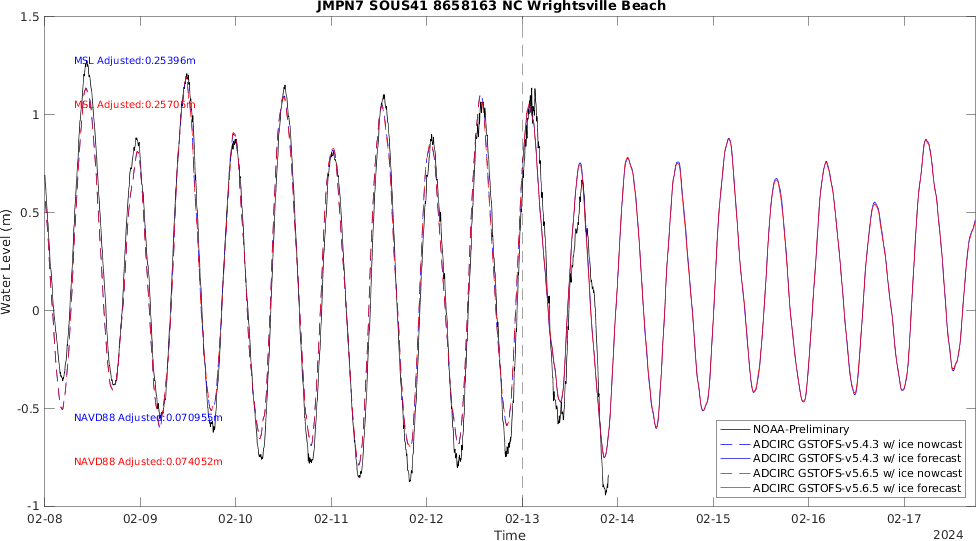 JMPN7 SOUS41 8658163 NC Wrightsville Beach
1.5
1
0.5
0
-0.5
-1
Water Level (m)
MSL Adjusted:0.25396m
MSL Adjusted:0.25706m
NAVD88 Adjusted:0.070955m
NAVD88 Adjusted:0.074052m
NOAA-Preliminary
ADCIRC GSTOFS-v5.4.3 w/ ice nowcast
ADCIRC GSTOFS-v5.4.3 w/ ice forecast
ADCIRC GSTOFS-v5.6.5 w/ ice nowcast
ADCIRC GSTOFS-v5.6.5 w/ ice forecast
02-08 02-09 02-10 02-11 02-12 02-13 02-14 02-15 02-16 02-17
Time
2024